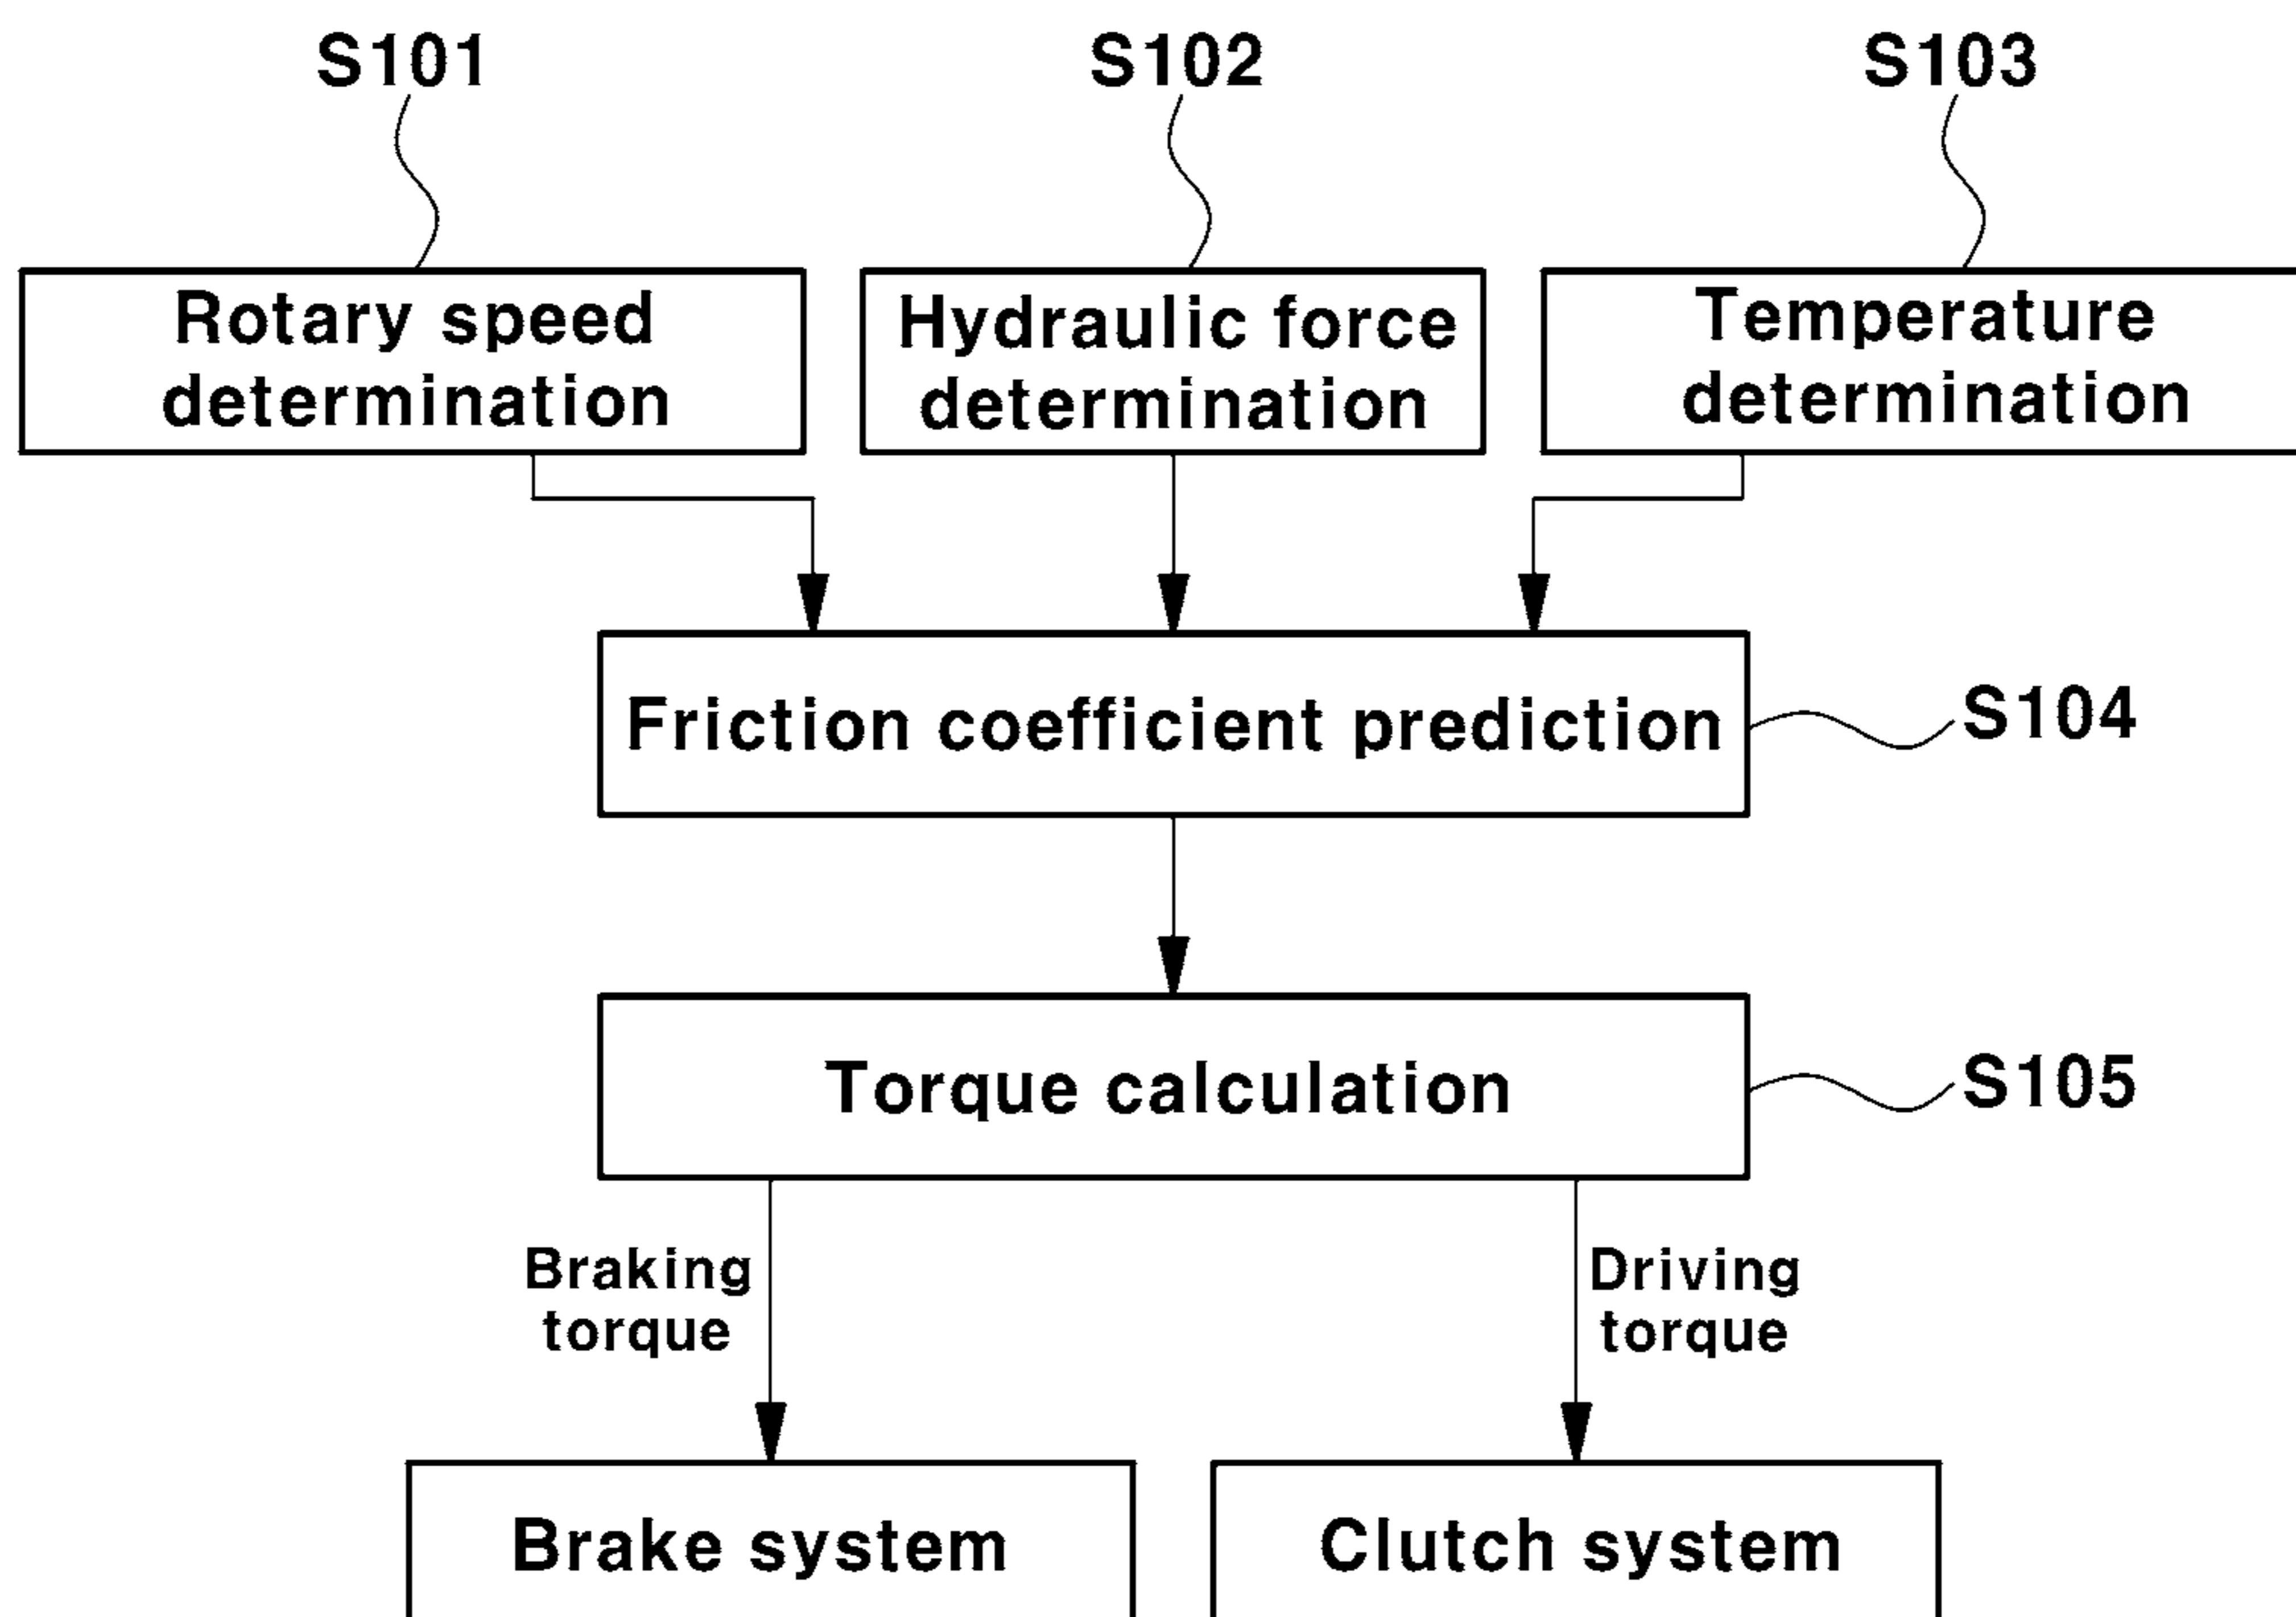 S101
S102
S103
Rotary speed
determination
Hydraulic force
determination
Temperature
determination
Friction coefficient prediction
S104
Torque calculation
S105
Braking
torque
Driving
torque
Brake system
Clutch system